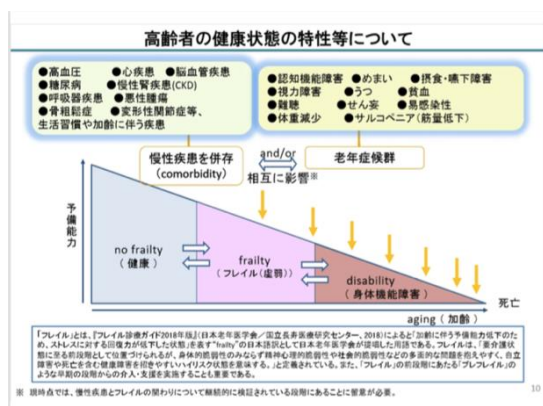 高齢者の健康状態の特性等について
●高血圧　●心疾患　●脳血管疾患
●糖尿病　●慢性腎疾患(CKD)
●呼吸器疾患　●悪性腫瘍
●骨粗鬆症　●変形性関節症等、
生活習慣や加齢に伴う疾患
●認知機能障害　●めまい　●摂食・嚥下障害
●視力障害　●うつ　●貧血
●難聴　●せん妄　●易感染性
●体重減少　●サルコペニア(筋量低下)
慢性疾患を併存
(comorbidity)
and/or
相互に影響※
老年症候群
予備能力
no frailty
(健康)
frailty
(フレイル(虚弱))
disability
(身体機能障害)
死亡
aging (加齢)
「フレイル」とは、『フレイル診療ガイド2018年版』(日本老年医学会／国立長寿医療研究センター、2018)によると「加齢に伴う予備能力低下のた
め、ストレスに対する回復力が低下した状態」を表す“frailty”の日本語訳として日本老年医学会が提唱した用語である。フレイルは、「要介護状
態に至る前段階として位置づけられるが、身体的脆弱性のみならず精神心理的脆弱性や社会的脆弱性などの多面的な問題を抱えやすく、自立
障害や死亡を含む健康障害を招きやすいハイリスク状態を意味する。」と定義されている。また、「フレイル」の前段階にあたる「プレフレイル」の
ような早期の段階からの介入・支援を実施することも重要である。
※ 現時点では、慢性疾患とフレイルの関わりについて継続的に検証されている段階にあることに留意が必要。
10